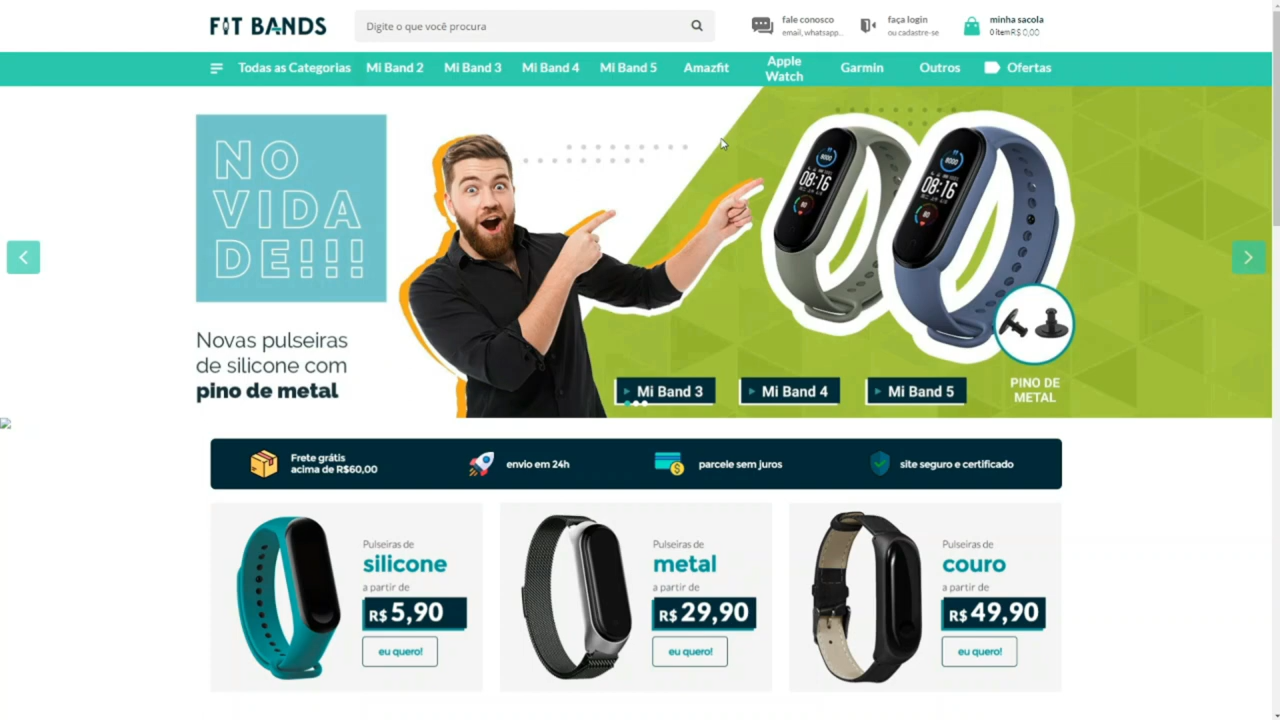 FIT BANDS
Digite o que você procura
fale conosco
email, whatsapp...
faça login
ou cadastre-se
minha sacola
0 item R$ 0,00
Todas as Categorias
Mi Band 2
Mi Band 3
Mi Band 4
Mi Band 5
Amazfit
Apple
Watch
Garmin
Outros
Ofertas
NO
VIDA
DE!!!
Novas pulseiras
de silicone com
pino de metal
08:16
08:16
Mi Band 3
Mi Band 4
Mi Band 5
PINO DE
METAL
Frete grátis
acima de R$60,00
envio em 24h
parcele sem juros
site seguro e certificado
Pulseiras de
silicone
a partir de
R$ 5,90
eu quero!
Pulseiras de
metal
a partir de
R$ 29,90
eu quero!
Pulseiras de
couro
a partir de
R$ 49,90
eu quero!